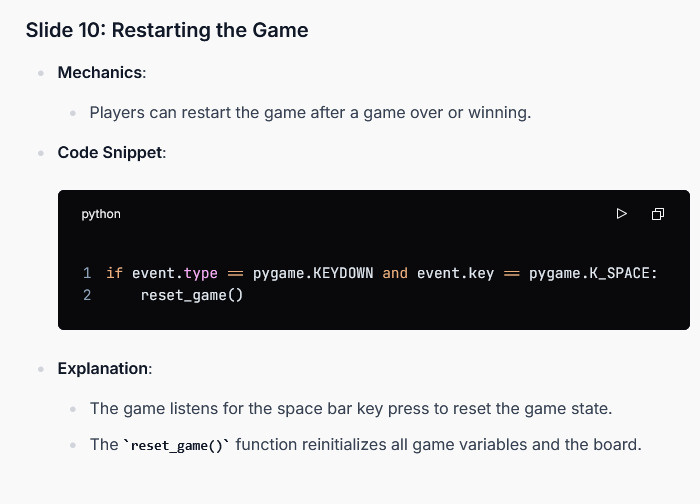 Slide 10: Restarting the Game
Mechanics:
Players can restart the game after a game over or winning.
Code Snippet:
python
1 if event.type == pygame.KEYDOWN and event.key == pygame.K_SPACE:
2     reset_game()
Explanation:
The game listens for the space bar key press to reset the game state.
The `reset_game()` function reinitializes all game variables and the board.